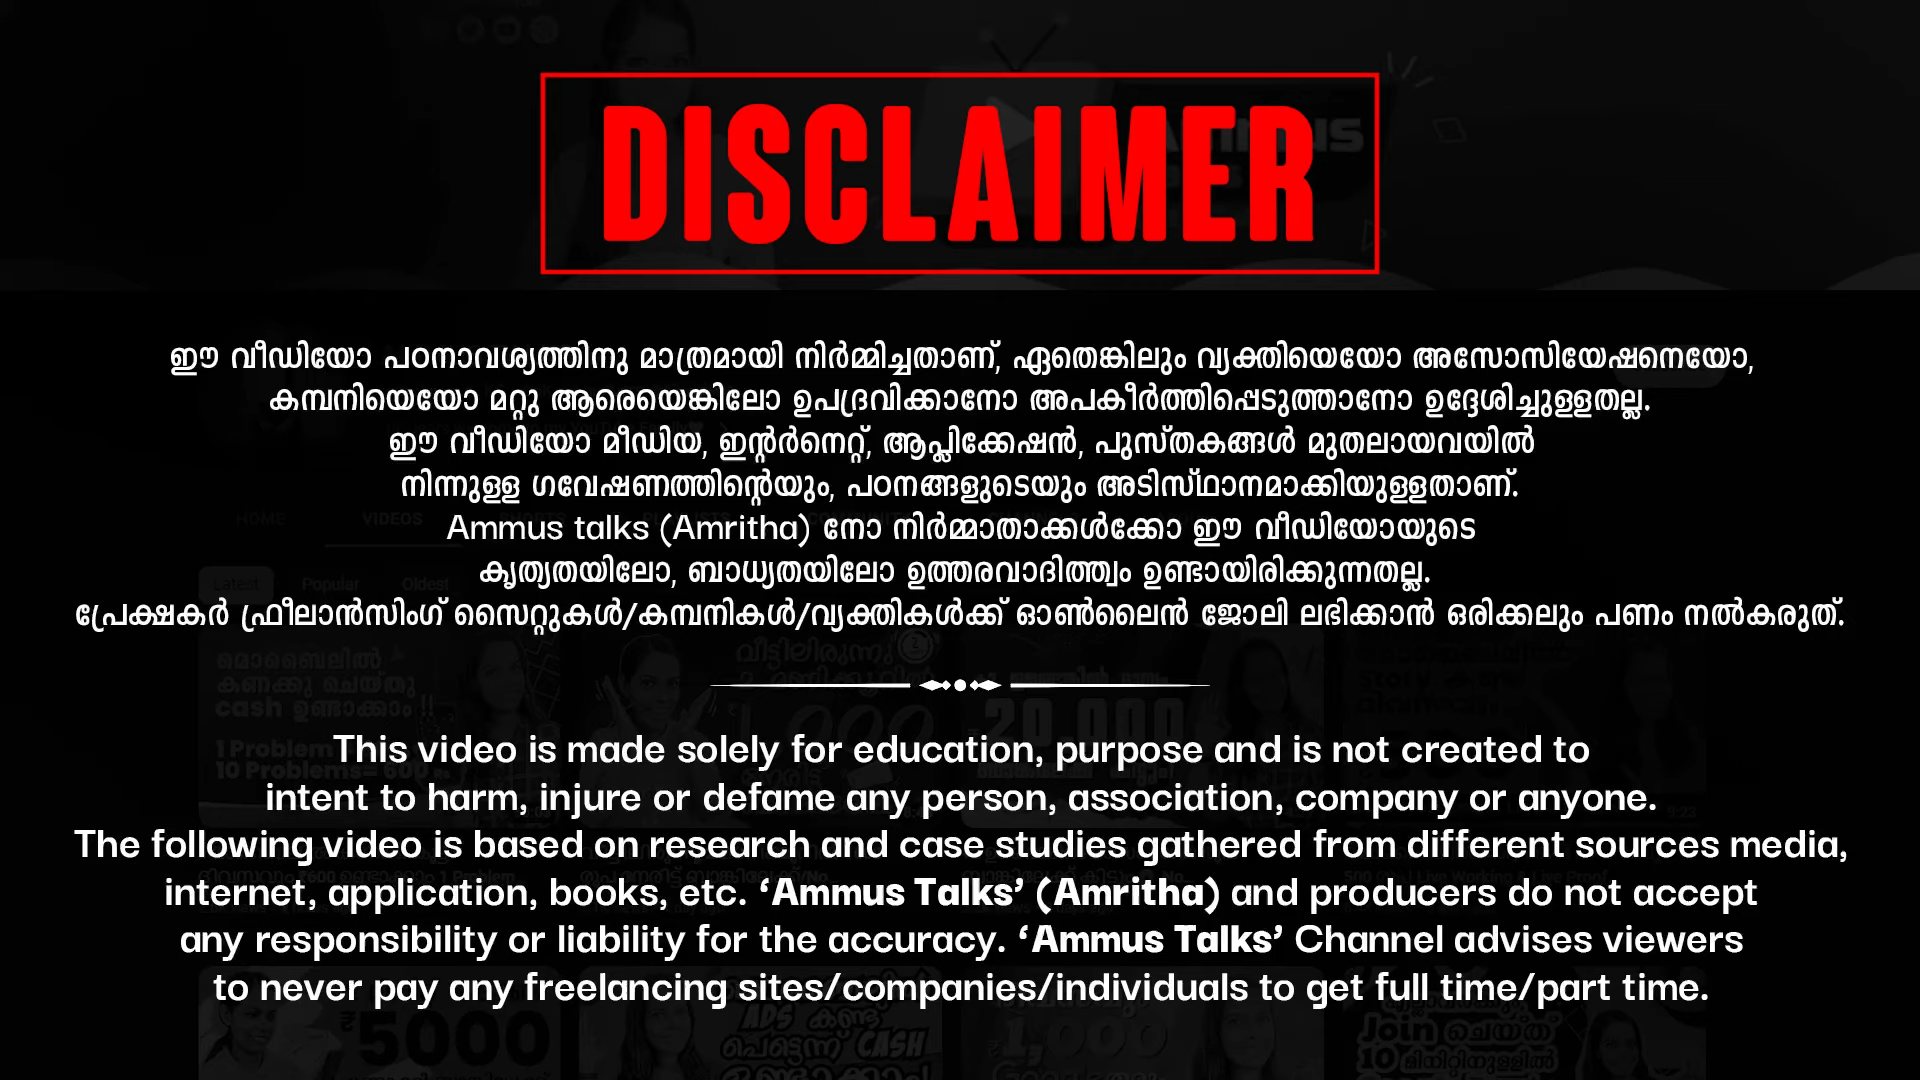 DISCLAIMER
ഈ വീഡിയോ പഠനാവശ്യത്തിനു മാത്രമായി നിർമ്മിച്ചതാണ്, ഏതെങ്കിലും വ്യക്തിയെയോ അസോസിയേഷനെയോ,
കമ്പനിയെയോ മറ്റു ആരെയെങ്കിലോ ഉപദ്രവിക്കാനോ അപകീർത്തിപ്പെടുത്താനോ ഉദ്ദേശിച്ചുള്ളതല്ല.
ഈ വീഡിയോ മീഡിയ, ഇന്റർനെറ്റ്, ആപ്ലിക്കേഷൻ, പുസ്തകങ്ങൾ മുതലായവയിൽ
നിന്നുള്ള ഗവേഷണത്തിന്റെയും, പഠനങ്ങളുടെയും അടിസ്ഥാനമാക്കിയുള്ളതാണ്.
Ammus talks (Amritha) നോ നിർമ്മാതാക്കൾക്കോ ഈ വീഡിയോയുടെ
കൃത്യതയിലോ, ബാധ്യതയിലോ ഉത്തരവാദിത്ത്വം ഉണ്ടായിരിക്കുന്നതല്ല.
പ്രേക്ഷകർ ഫ്രീലാൻസിംഗ് സൈറ്റുകൾ/കമ്പനികൾ/വ്യക്തികൾക്ക് ഓൺലൈൻ ജോലി ലഭിക്കാൻ ഒരിക്കലും പണം നൽകരുത്.
This video is made solely for education, purpose and is not created to
intent to harm, injure or defame any person, association, company or anyone.
The following video is based on research and case studies gathered from different sources media,
internet, application, books, etc. ‘Ammus Talks’ (Amritha) and producers do not accept
any responsibility or liability for the accuracy. ‘Ammus Talks’ Channel advises viewers
to never pay any freelancing sites/companies/individuals to get full time/part time.